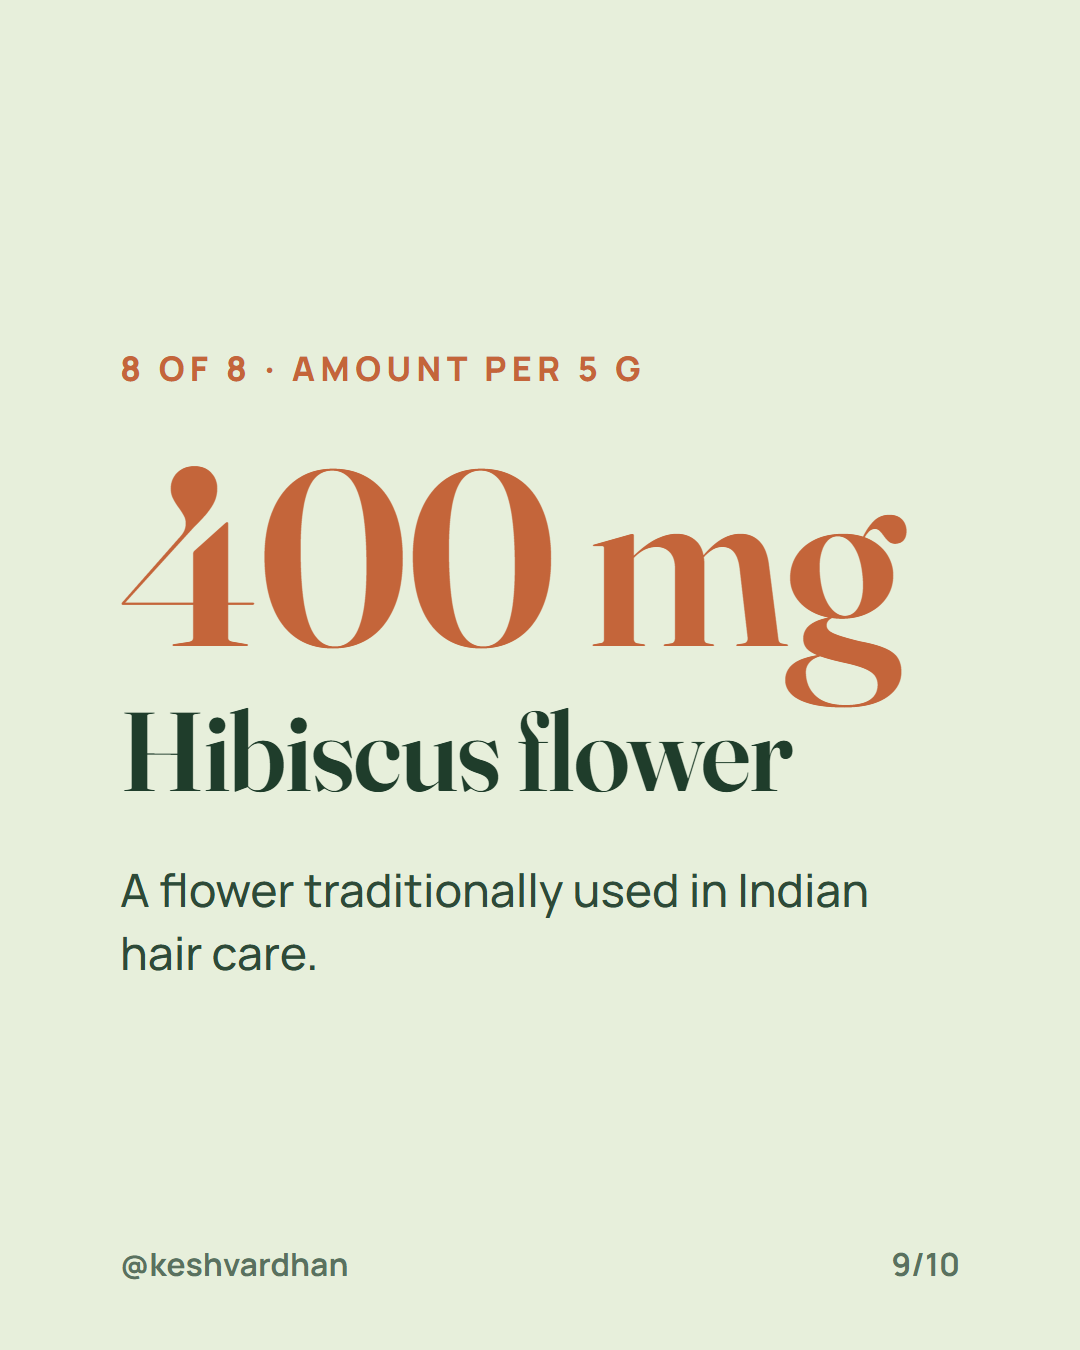 8 OF 8 · AMOUNT PER 5 G
400 mg
Hibiscus flower
A flower traditionally used in Indian
hair care.
@keshvardhan
9/10